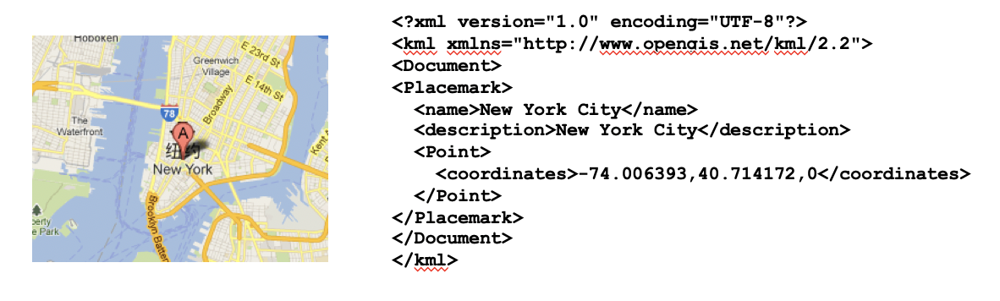 Hoboken
E 23rd St
Greenwich
Village
E 14th St
Broadway
78
The
Waterfront
A
纽约
New York
Kent A
Brooklyn Batter
berty
e Park
<?xml version="1.0" encoding="UTF-8"?>
<kml xmlns="http://www.opengis.net/kml/2.2">
<Document>
<Placemark>
<name>New York City</name>
<description>New York City</description>
<Point>
<coordinates>-74.006393,40.714172,0</coordinates>
</Point>
</Placemark>
</Document>
</kml>